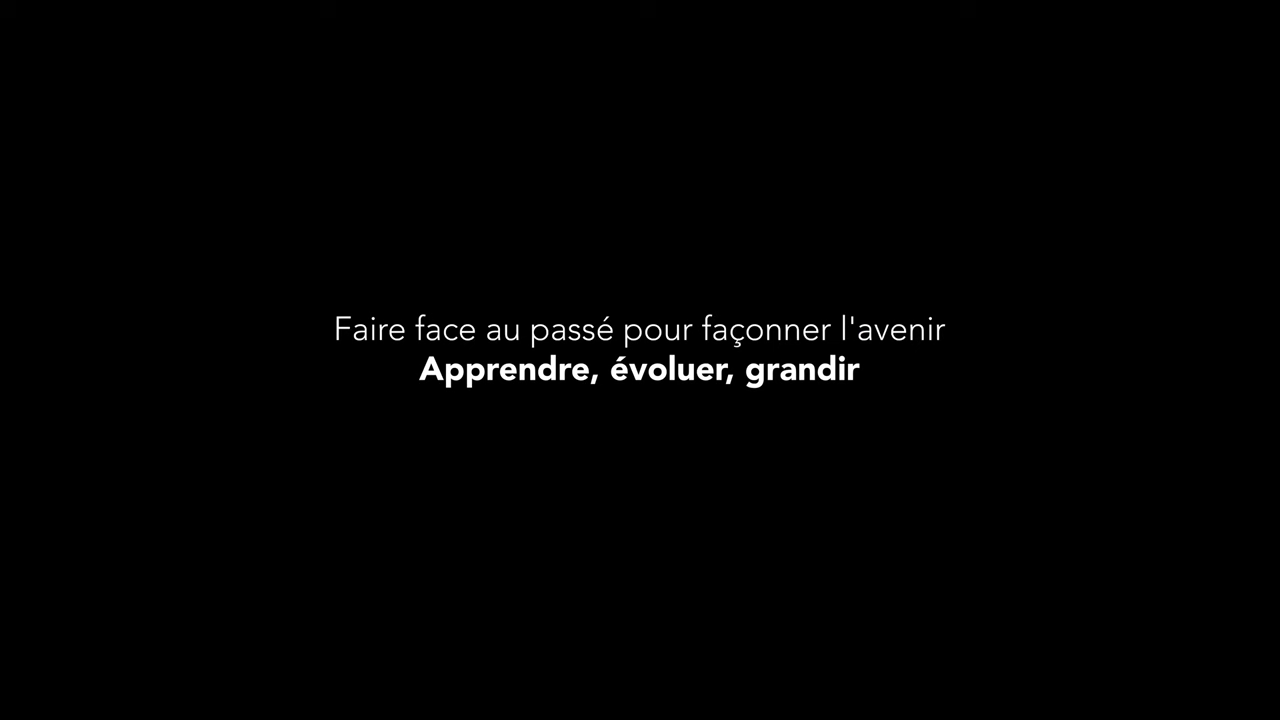 Faire face au passé pour façonner l'avenir
Apprendre, évoluer, grandir